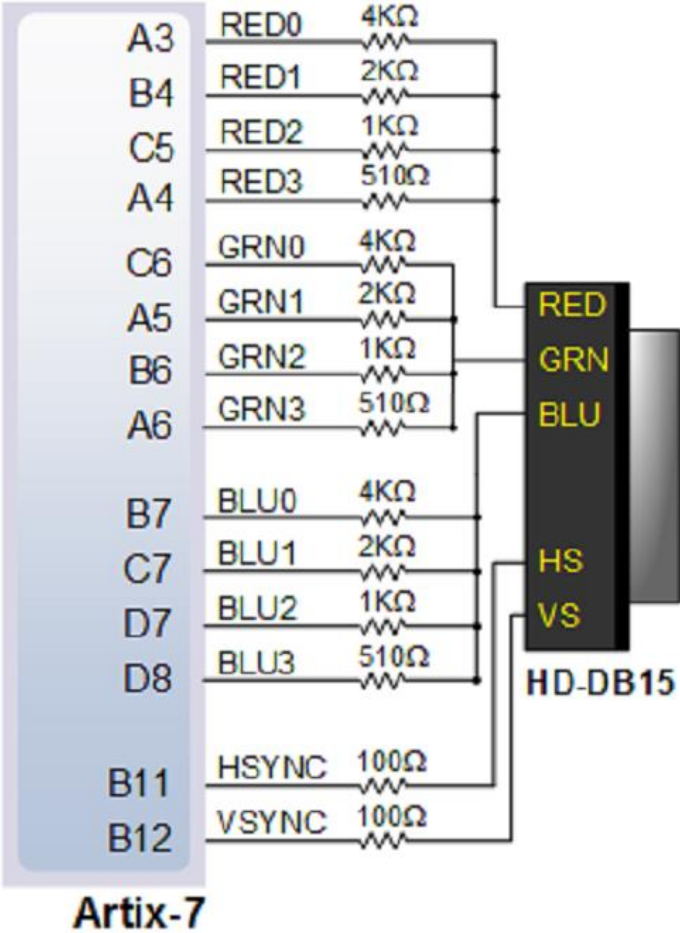 A3 RED0 4KΩ
B4 RED1 2KΩ
C5 RED2 1KΩ
A4 RED3 510Ω
C6 GRN0 4KΩ
A5 GRN1 2KΩ
B6 GRN2 1KΩ
A6 GRN3 510Ω
B7 BLU0 4KΩ
C7 BLU1 2KΩ
D7 BLU2 1KΩ
D8 BLU3 510Ω
B11 HSYNC 100Ω
B12 VSYNC 100Ω
Artix-7
RED
GRN
BLU
HS
VS
HD-DB15